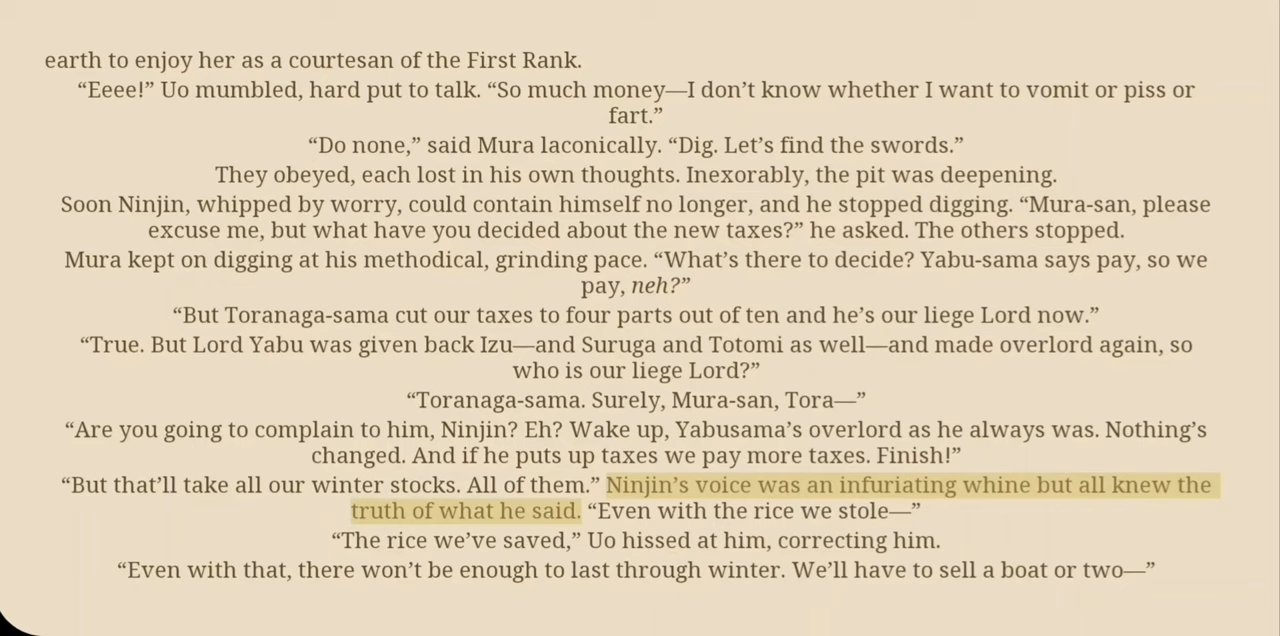 earth to enjoy her as a courtesan of the First Rank.
“Eeee!” Uo mumbled, hard put to talk. “So much money—I don’t know whether I want to vomit or piss or
fart.”
“Do none,” said Mura laconically. “Dig. Let’s find the swords.”
They obeyed, each lost in his own thoughts. Inexorably, the pit was deepening.
Soon Ninjin, whipped by worry, could contain himself no longer, and he stopped digging. “Mura-san, please
excuse me, but what have you decided about the new taxes?” he asked. The others stopped.
Mura kept on digging at his methodical, grinding pace. “What’s there to decide? Yabu-sama says pay, so we
pay, neh?”
“But Toranaga-sama cut our taxes to four parts out of ten and he’s our liege Lord now.”
“True. But Lord Yabu was given back Izu—and Suruga and Totomi as well—and made overlord again, so
who is our liege Lord?”
“Toranaga-sama. Surely, Mura-san, Tora—”
“Are you going to complain to him, Ninjin? Eh? Wake up, Yabusama’s overlord as he always was. Nothing’s
changed. And if he puts up taxes we pay more taxes. Finish!”
“But that’ll take all our winter stocks. All of them.” Ninjin’s voice was an infuriating whine but all knew the
truth of what he said. “Even with the rice we stole—”
“The rice we’ve saved,” Uo hissed at him, correcting him.
“Even with that, there won’t be enough to last through winter. We’ll have to sell a boat or two—”